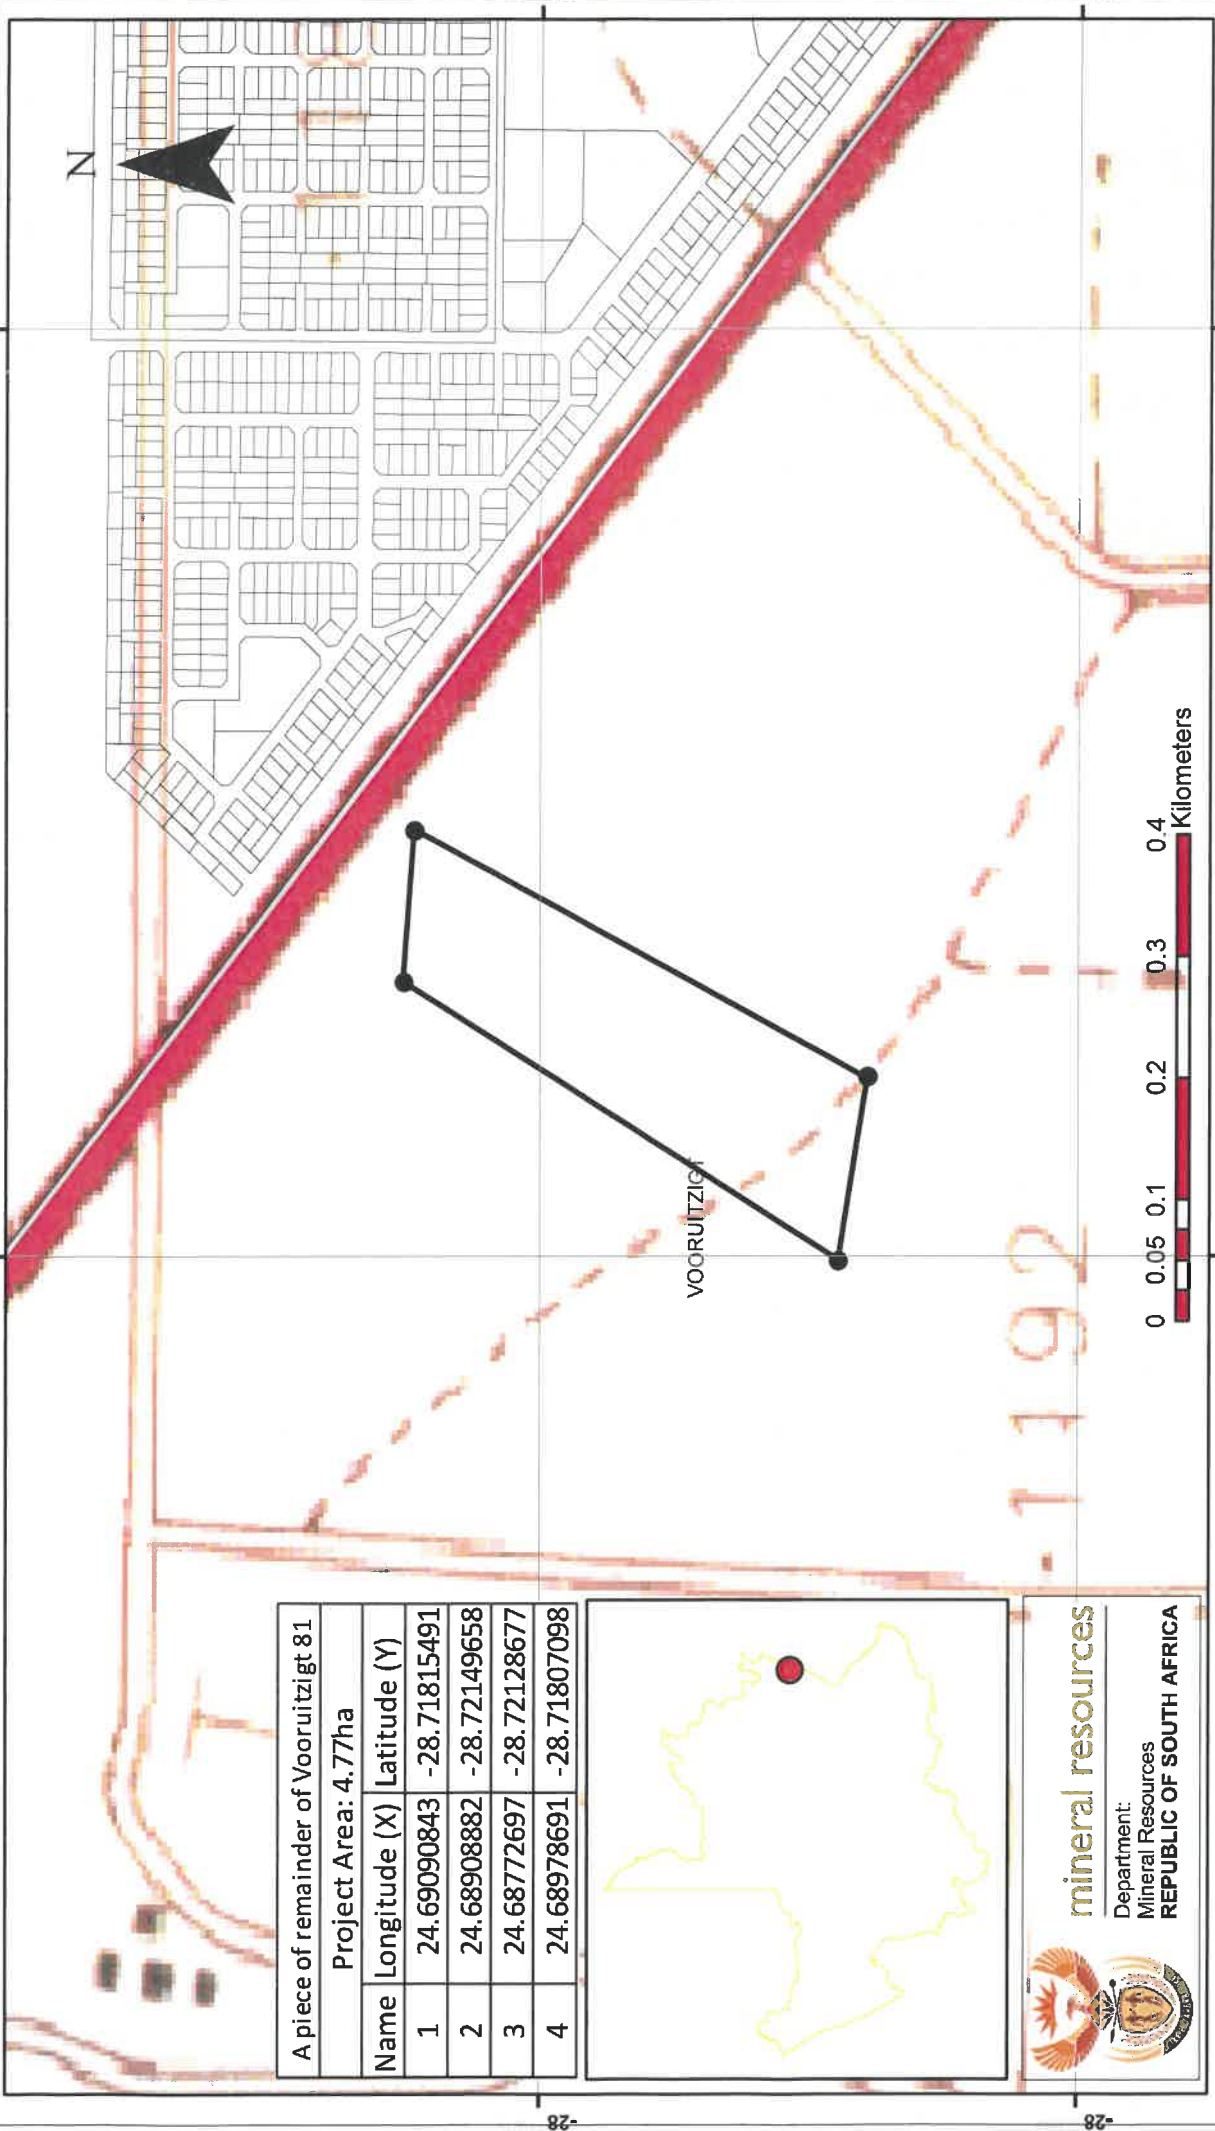 N
VOORUITZIGT
1192
A piece of remainder of Vooruitzigt 81
Project Area: 4.77ha
Name Longitude (X) Latitude (Y)
1 24.69090843 -28.71815491
2 24.68908882 -28.72149658
3 24.68772697 -28.72128677
4 24.68978691 -28.71807098
0 0.05 0.1 0.2 0.3 0.4
Kilometers
mineral resources
Department:
Mineral Resources
REPUBLIC OF SOUTH AFRICA
-28
-28